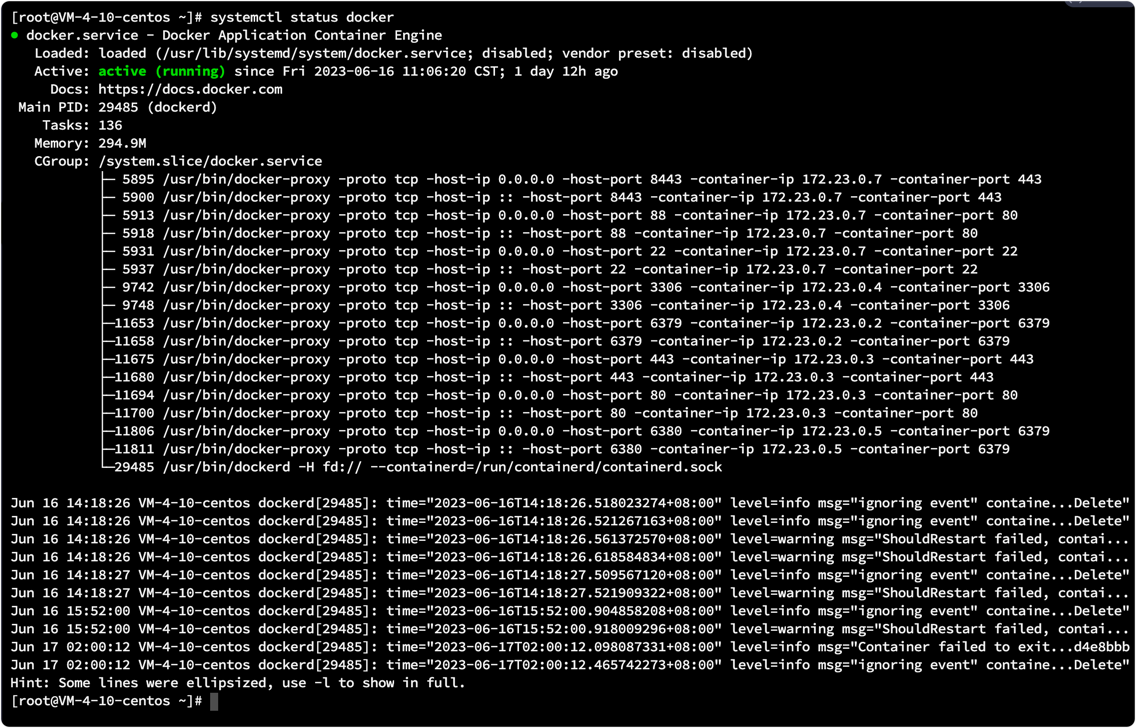 [root@VM-4-10-centos ~]# systemctl status docker
● docker.service - Docker Application Container Engine
   Loaded: loaded (/usr/lib/systemd/system/docker.service; disabled; vendor preset: disabled)
   Active: active (running) since Fri 2023-06-16 11:06:20 CST; 1 day 12h ago
     Docs: https://docs.docker.com
 Main PID: 29485 (dockerd)
    Tasks: 136
   Memory: 294.9M
   CGroup: /system.slice/docker.service
           ├─ 5895 /usr/bin/docker-proxy -proto tcp -host-ip 0.0.0.0 -host-port 8443 -container-ip 172.23.0.7 -container-port 443
           ├─ 5900 /usr/bin/docker-proxy -proto tcp -host-ip :: -host-port 8443 -container-ip 172.23.0.7 -container-port 443
           ├─ 5913 /usr/bin/docker-proxy -proto tcp -host-ip 0.0.0.0 -host-port 88 -container-ip 172.23.0.7 -container-port 80
           ├─ 5918 /usr/bin/docker-proxy -proto tcp -host-ip :: -host-port 88 -container-ip 172.23.0.7 -container-port 80
           ├─ 5931 /usr/bin/docker-proxy -proto tcp -host-ip 0.0.0.0 -host-port 22 -container-ip 172.23.0.7 -container-port 22
           ├─ 5937 /usr/bin/docker-proxy -proto tcp -host-ip :: -host-port 22 -container-ip 172.23.0.7 -container-port 22
           ├─ 9742 /usr/bin/docker-proxy -proto tcp -host-ip 0.0.0.0 -host-port 3306 -container-ip 172.23.0.4 -container-port 3306
           ├─ 9748 /usr/bin/docker-proxy -proto tcp -host-ip :: -host-port 3306 -container-ip 172.23.0.4 -container-port 3306
           ├─11653 /usr/bin/docker-proxy -proto tcp -host-ip 0.0.0.0 -host-port 6379 -container-ip 172.23.0.2 -container-port 6379
           ├─11658 /usr/bin/docker-proxy -proto tcp -host-ip :: -host-port 6379 -container-ip 172.23.0.2 -container-port 6379
           ├─11675 /usr/bin/docker-proxy -proto tcp -host-ip 0.0.0.0 -host-port 443 -container-ip 172.23.0.3 -container-port 443
           ├─11680 /usr/bin/docker-proxy -proto tcp -host-ip :: -host-port 443 -container-ip 172.23.0.3 -container-port 443
           ├─11694 /usr/bin/docker-proxy -proto tcp -host-ip 0.0.0.0 -host-port 80 -container-ip 172.23.0.3 -container-port 80
           ├─11700 /usr/bin/docker-proxy -proto tcp -host-ip :: -host-port 80 -container-ip 172.23.0.3 -container-port 80
           ├─11806 /usr/bin/docker-proxy -proto tcp -host-ip 0.0.0.0 -host-port 6380 -container-ip 172.23.0.5 -container-port 6379
           ├─11811 /usr/bin/docker-proxy -proto tcp -host-ip :: -host-port 6380 -container-ip 172.23.0.5 -container-port 6379
           └─29485 /usr/bin/dockerd -H fd:// --containerd=/run/containerd/containerd.sock

Jun 16 14:18:26 VM-4-10-centos dockerd[29485]: time="2023-06-16T14:18:26.518023274+08:00" level=info msg="ignoring event" containe...Delete"
Jun 16 14:18:26 VM-4-10-centos dockerd[29485]: time="2023-06-16T14:18:26.521267163+08:00" level=info msg="ignoring event" containe...Delete"
Jun 16 14:18:26 VM-4-10-centos dockerd[29485]: time="2023-06-16T14:18:26.561372570+08:00" level=warning msg="ShouldRestart failed, contai...
Jun 16 14:18:26 VM-4-10-centos dockerd[29485]: time="2023-06-16T14:18:26.618584834+08:00" level=warning msg="ShouldRestart failed, contai...
Jun 16 14:18:27 VM-4-10-centos dockerd[29485]: time="2023-06-16T14:18:27.509567120+08:00" level=info msg="ignoring event" containe...Delete"
Jun 16 14:18:27 VM-4-10-centos dockerd[29485]: time="2023-06-16T14:18:27.521909322+08:00" level=warning msg="ShouldRestart failed, contai...
Jun 16 15:52:00 VM-4-10-centos dockerd[29485]: time="2023-06-16T15:52:00.904858208+08:00" level=info msg="ignoring event" containe...Delete"
Jun 16 15:52:00 VM-4-10-centos dockerd[29485]: time="2023-06-16T15:52:00.918009296+08:00" level=warning msg="ShouldRestart failed, contai...
Jun 17 02:00:12 VM-4-10-centos dockerd[29485]: time="2023-06-17T02:00:12.098087331+08:00" level=info msg="Container failed to exit...d4e8bbb
Jun 17 02:00:12 VM-4-10-centos dockerd[29485]: time="2023-06-17T02:00:12.465742273+08:00" level=info msg="ignoring event" containe...Delete"
Hint: Some lines were ellipsized, use -l to show in full.
[root@VM-4-10-centos ~]#